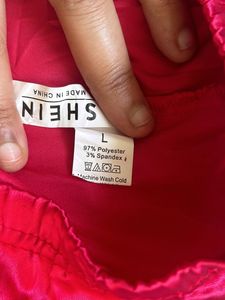 SHEIN
MADE IN CHINA
L
97% Polyester
3% Spandex
Machine Wash Cold